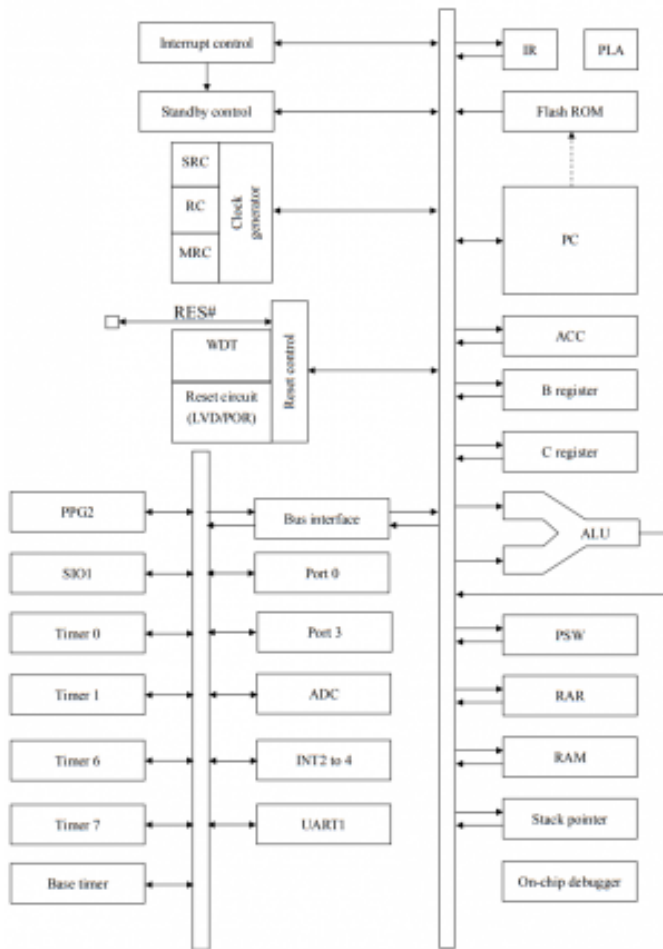 Interrupt control
IR
PLA
Standby control
Flash ROM
SRC
RC
MRC
Clock
generator
PC
RES#
WDT
Reset circuit
(LVD/POR)
Reset control
ACC
B register
C register
PPG2
Bus interface
ALU
SIO1
Port 0
Timer 0
Port 3
PSW
Timer 1
ADC
RAR
Timer 6
INT2 to 4
RAM
Timer 7
UART1
Stack pointer
Base timer
On-chip debugger